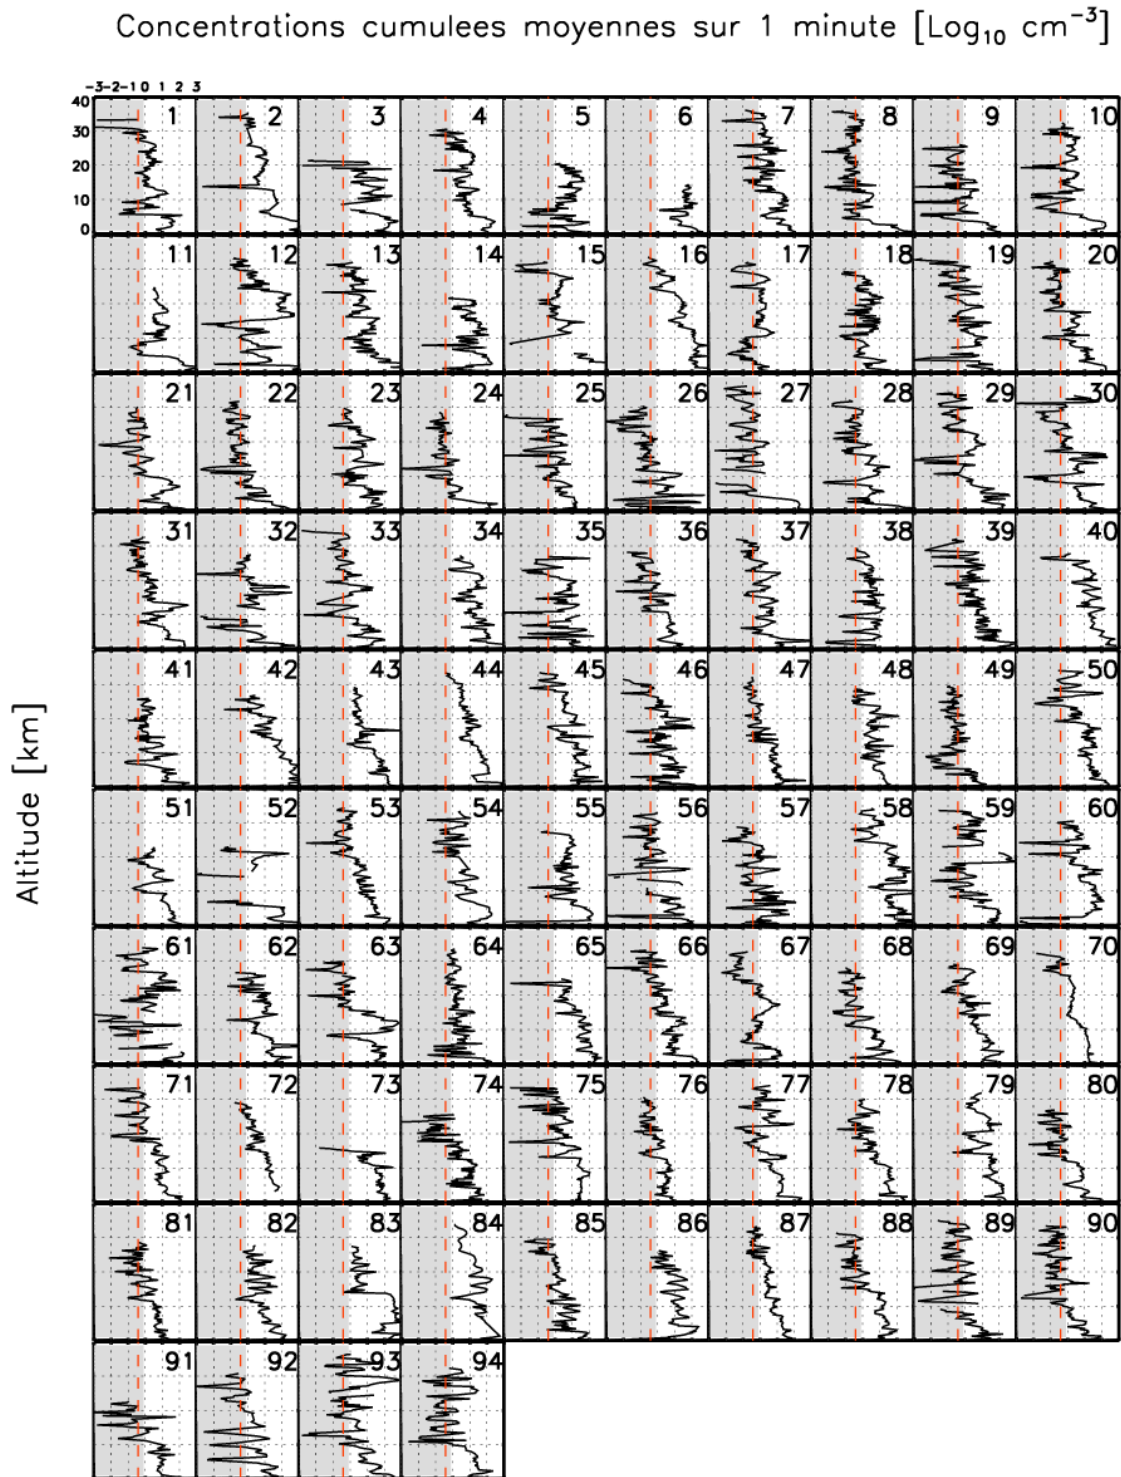 Concentrations cumulees moyennes sur 1 minute [Log₁₀ cm⁻³]
-3-2-1 0 1 2 3
40
30
20
10
0
1 2 3 4 5 6 7 8 9 10
11 12 13 14 15 16 17 18 19 20
21 22 23 24 25 26 27 28 29 30
31 32 33 34 35 36 37 38 39 40
41 42 43 44 45 46 47 48 49 50
51 52 53 54 55 56 57 58 59 60
61 62 63 64 65 66 67 68 69 70
71 72 73 74 75 76 77 78 79 80
81 82 83 84 85 86 87 88 89 90
91 92 93 94
Altitude [km]